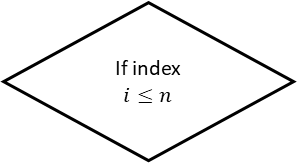 If index
i ≤ n